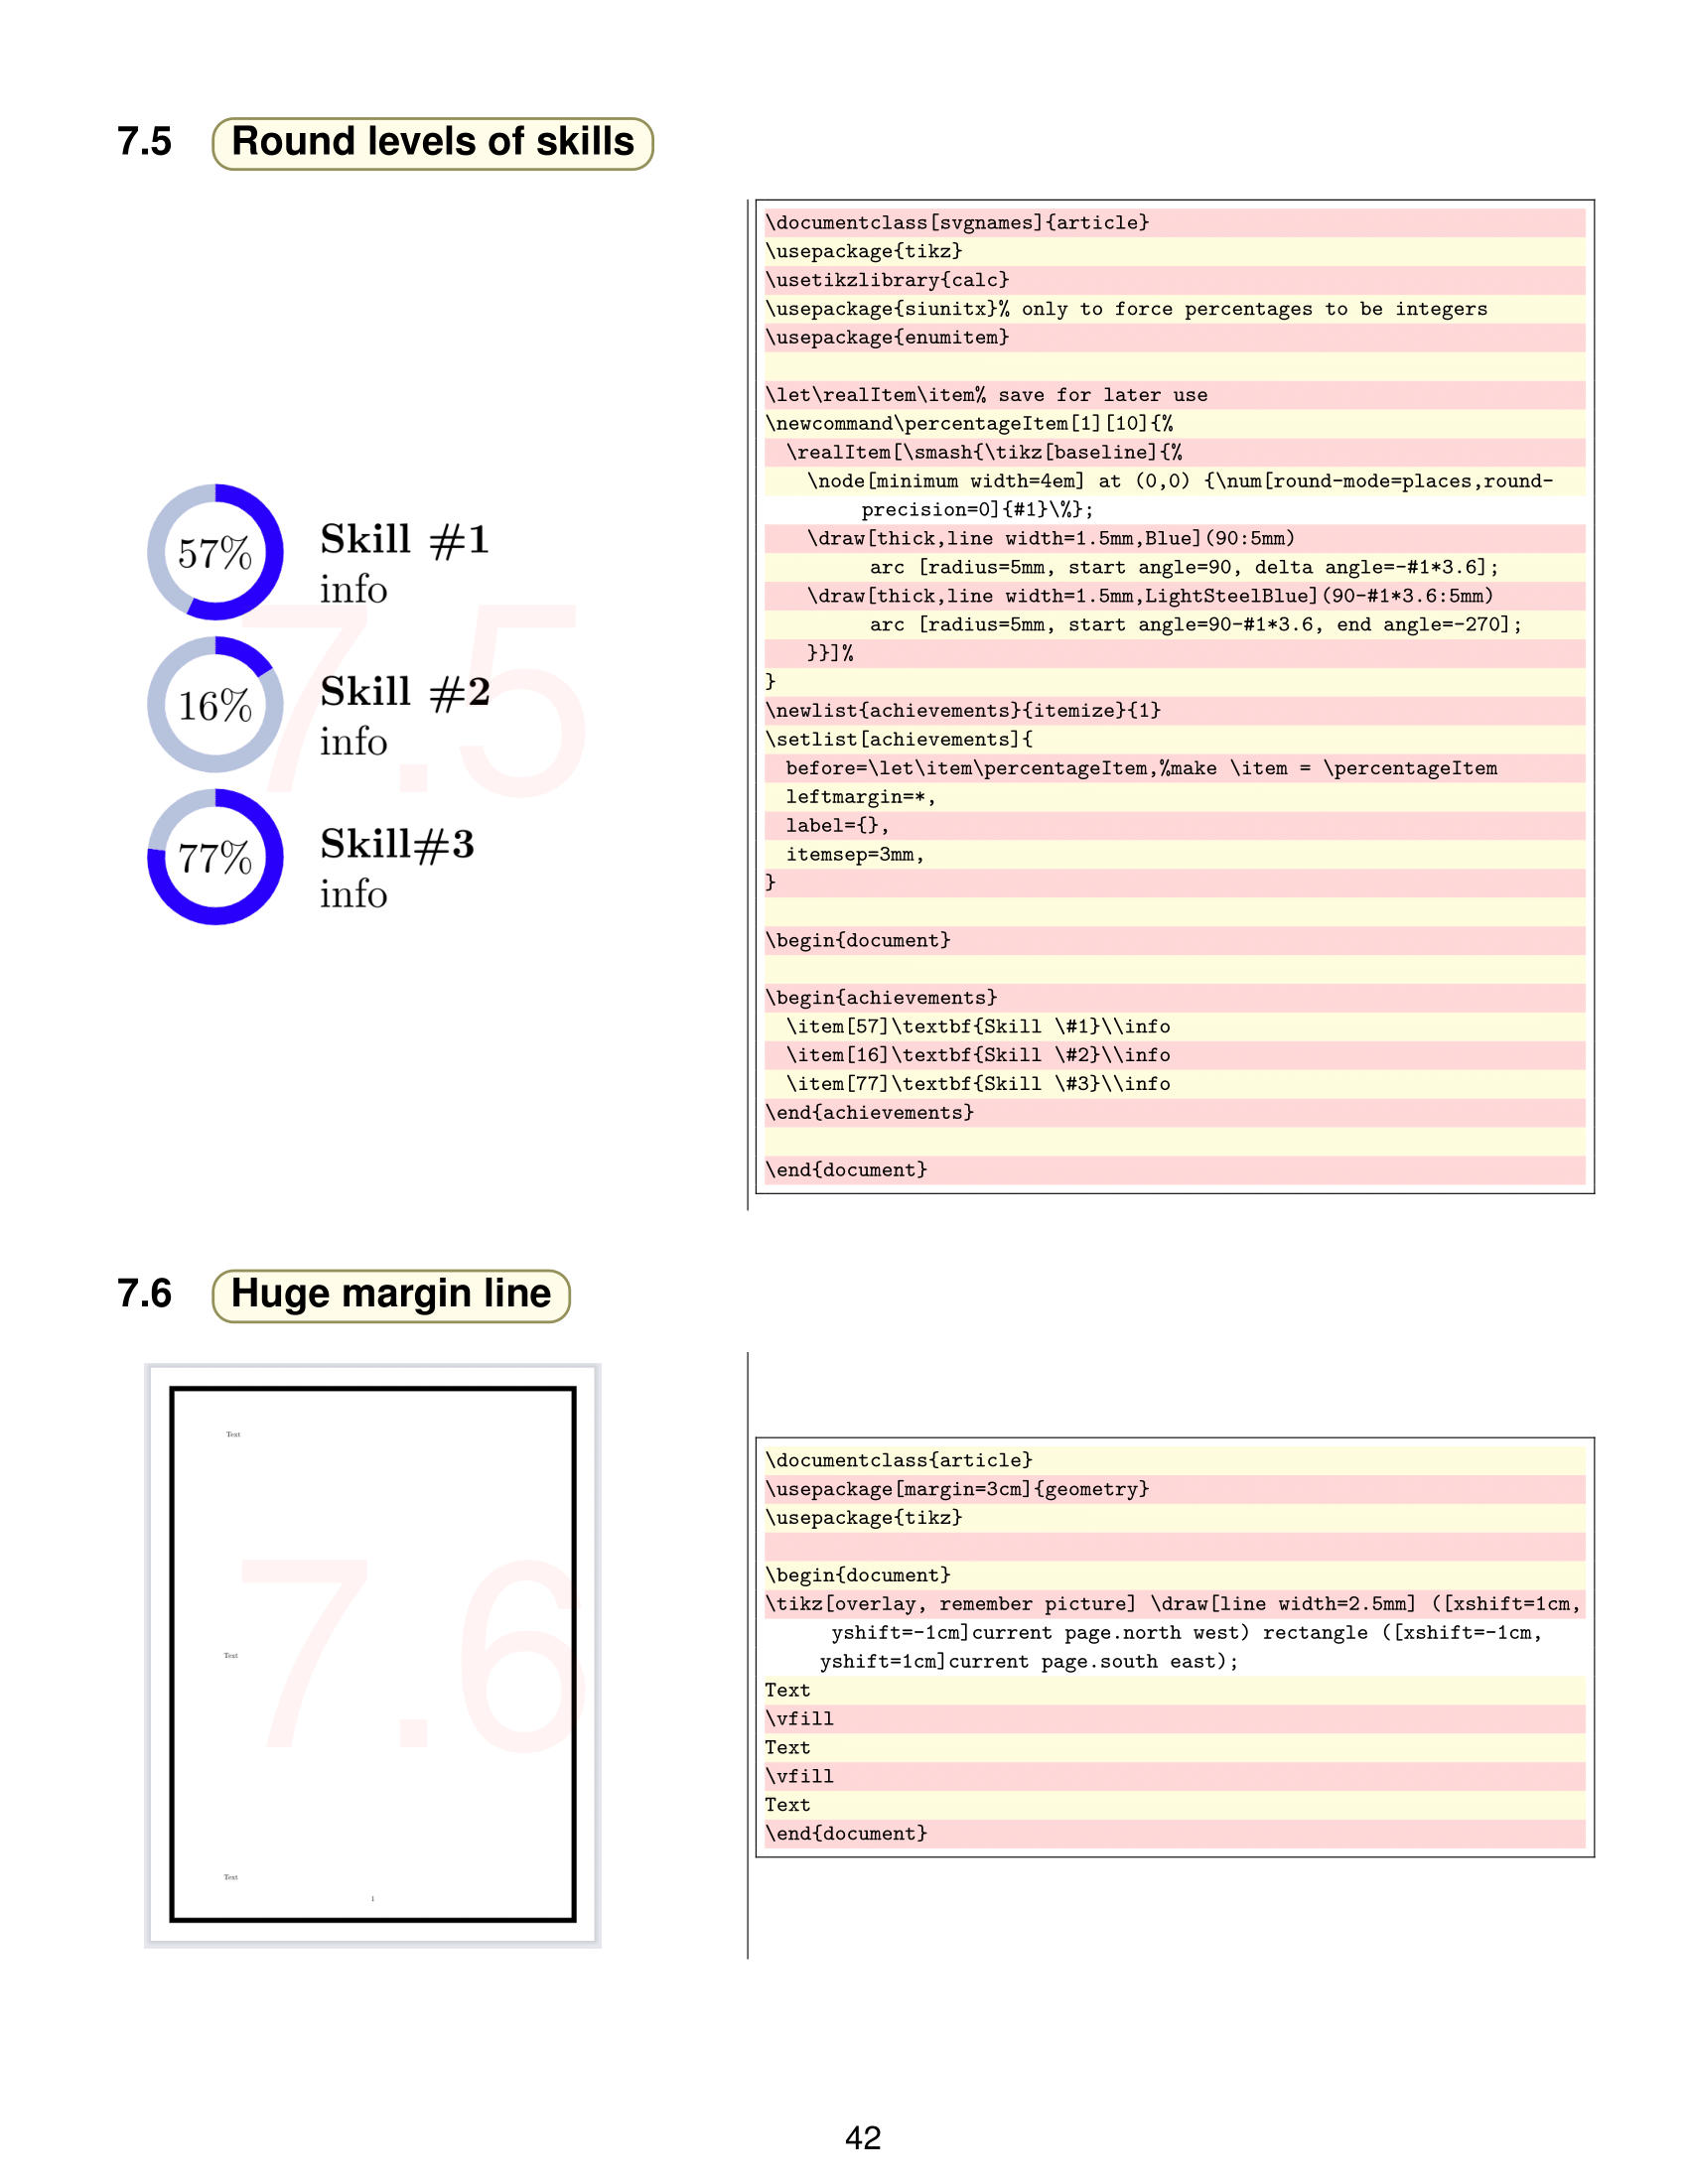 7.5 Round levels of skills
57%
Skill #1
info
16%
Skill #2
info
77%
Skill#3
info
7.5
\documentclass[svgnames]{article}
\usepackage{tikz}
\usetikzlibrary{calc}
\usepackage{siunitx}% only to force percentages to be integers
\usepackage{enumitem}
\let\realItem\item% save for later use
\newcommand\percentageItem[1][10]{%
\realItem[\smash{\tikz[baseline]{%
\node[minimum width=4em] at (0,0) {\num[round-mode=places,round-
precision=0]{#1}\%};
\draw[thick,line width=1.5mm,Blue](90:5mm)
arc [radius=5mm, start angle=90, delta angle=-#1*3.6];
\draw[thick,line width=1.5mm,LightSteelBlue](90-#1*3.6:5mm)
arc [radius=5mm, start angle=90-#1*3.6, end angle=-270];
}}]%
}
\newlist{achievements}{itemize}{1}
\setlist[achievements]{
before=\let\item\percentageItem,%make \item = \percentageItem
leftmargin=*,
label={},
itemsep=3mm,
}
\begin{document}
\begin{achievements}
\item[57]\textbf{Skill \#1}\\info
\item[16]\textbf{Skill \#2}\\info
\item[77]\textbf{Skill \#3}\\info
\end{achievements}
\end{document}
7.6 Huge margin line
Text
Text
Text
1
7.6
\documentclass{article}
\usepackage[margin=3cm]{geometry}
\usepackage{tikz}
\begin{document}
\tikz[overlay, remember picture] \draw[line width=2.5mm] ([xshift=1cm,
yshift=-1cm]current page.north west) rectangle ([xshift=-1cm,
yshift=1cm]current page.south east);
Text
\vfill
Text
\vfill
Text
\end{document}
42